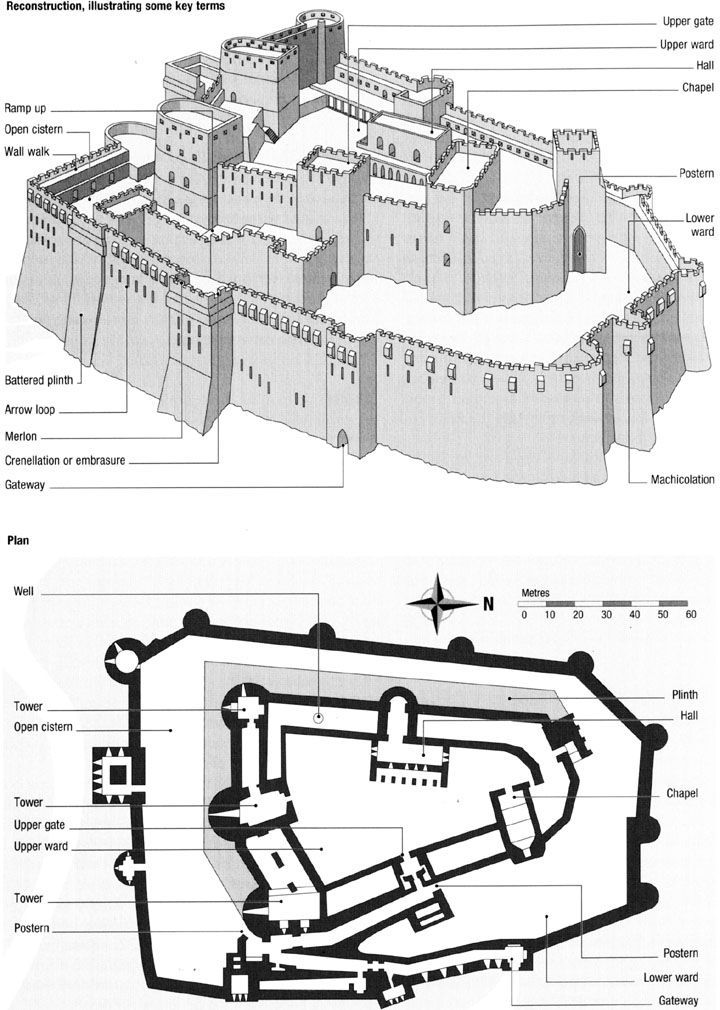 Reconstruction, illustrating some key terms
Upper gate
Upper ward
Hall
Chapel
Ramp up
Open cistern
Wall walk
Postern
Lower
ward
Battered plinth
Arrow loop
Merlon
Crenellation or embrasure
Gateway
Machicolation
Plan
Well
N
Metres
0 10 20 30 40 50 60
Tower
Open cistern
Plinth
Hall
Tower
Upper gate
Upper ward
Chapel
Tower
Postern
Postern
Lower ward
Gateway